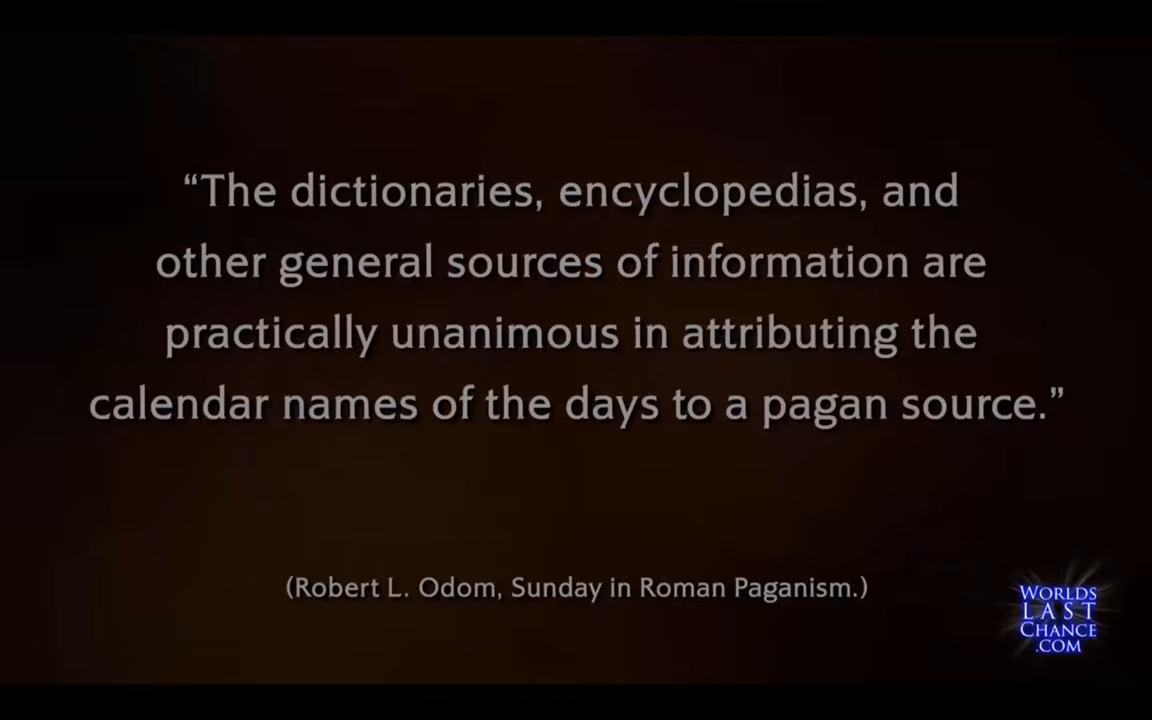 “The dictionaries, encyclopedias, and
other general sources of information are
practically unanimous in attributing the
calendar names of the days to a pagan source.”
(Robert L. Odom, Sunday in Roman Paganism.)
WORLDS
LAST
CHANCE
.COM